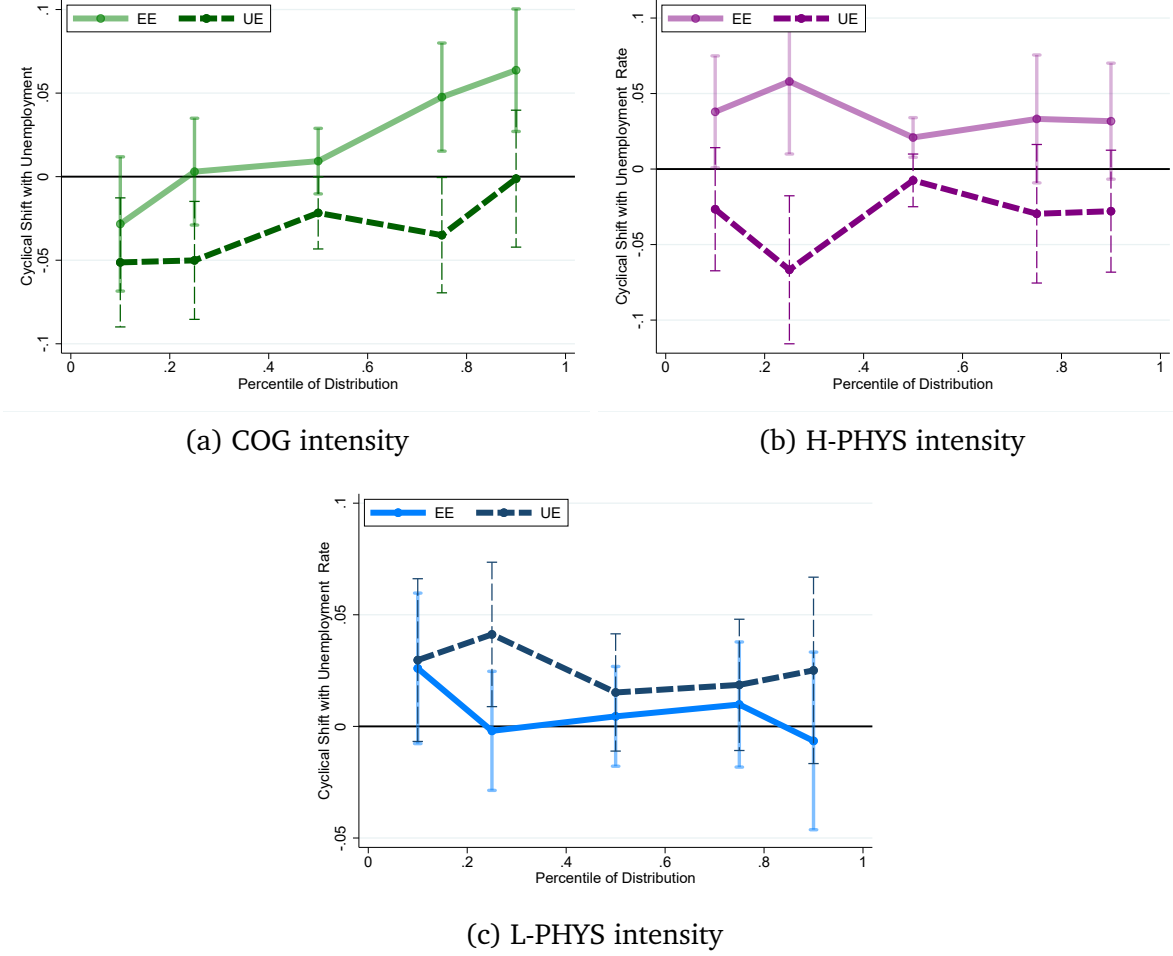 EE UE
Cyclical Shift with Unemployment
.1
.05
0
-.05
-.1
0 .2 .4 .6 .8 1
Percentile of Distribution
(a) COG intensity
EE UE
Cyclical Shift with Unemployment Rate
.1
.05
0
-.05
-.1
0 .2 .4 .6 .8 1
Percentile of Distribution
(b) H-PHYS intensity
EE UE
Cyclical Shift with Unemployment Rate
.1
.05
0
-.05
0 .2 .4 .6 .8 1
Percentile of Distribution
(c) L-PHYS intensity